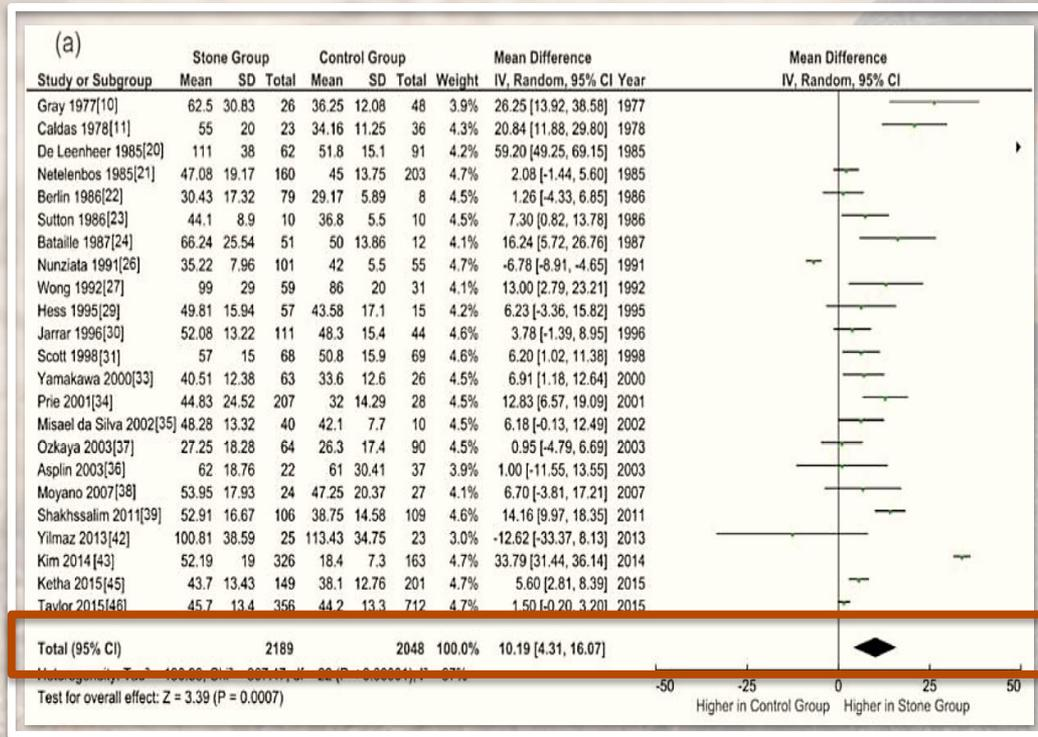 (a)
Stone Group Control Group Mean Difference Mean Difference
Study or Subgroup Mean SD Total Mean SD Total Weight IV, Random, 95% CI Year IV, Random, 95% CI
Gray 1977[10] 62.5 30.83 26 36.25 12.08 48 3.9% 26.25 [13.92, 38.58] 1977
Caldas 1978[11] 55 20 23 34.16 11.25 36 4.3% 20.84 [11.88, 29.80] 1978
De Leenheer 1985[20] 111 38 62 51.8 15.1 91 4.2% 59.20 [49.25, 69.15] 1985
Netelenbos 1985[21] 47.08 19.17 160 45 13.75 203 4.7% 2.08 [-1.44, 5.60] 1985
Berlin 1986[22] 30.43 17.32 79 29.17 5.89 8 4.6% 1.26 [-4.33, 6.85] 1986
Sutton 1986[23] 44.1 8.9 10 36.8 5.5 10 4.5% 7.30 [0.82, 13.78] 1986
Bataille 1987[24] 66.24 25.54 51 50 13.86 12 4.1% 16.24 [5.72, 26.76] 1987
Nunziata 1991[26] 35.22 7.96 101 42 5.5 55 4.7% -6.78 [-8.91, -4.65] 1991
Wong 1992[27] 99 29 59 86 20 31 4.1% 13.00 [2.79, 23.21] 1992
Hess 1995[29] 49.81 15.94 57 43.58 17.1 15 4.2% 6.23 [-3.36, 15.82] 1995
Jarrar 1996[30] 52.08 13.22 111 48.3 15.4 44 4.6% 3.78 [-1.39, 8.95] 1996
Scott 1998[31] 57 15 68 50.8 15.9 69 4.6% 6.20 [1.02, 11.38] 1998
Yamakawa 2000[33] 40.51 12.38 63 33.6 12.6 26 4.5% 6.91 [1.18, 12.64] 2000
Prie 2001[34] 44.83 24.52 207 32 14.29 28 4.5% 12.83 [6.57, 19.09] 2001
Misael da Silva 2002[35] 48.28 13.32 40 42.1 7.7 10 4.5% 6.18 [-0.13, 12.49] 2002
Ozkaya 2003[37] 27.25 18.28 64 26.3 17.4 90 4.5% 0.95 [-4.79, 6.69] 2003
Asplin 2003[36] 62 18.76 22 61 30.41 37 3.9% 1.00 [-11.55, 13.55] 2003
Moyano 2007[38] 53.95 17.93 24 47.25 20.37 27 4.1% 6.70 [-3.81, 17.21] 2007
Shakhssalim 2011[39] 52.91 16.67 106 38.75 14.58 109 4.6% 14.16 [9.97, 18.35] 2011
Yilmaz 2013[42] 100.81 38.59 25 113.43 34.75 23 3.0% -12.62 [-33.37, 8.13] 2013
Kim 2014[43] 52.19 19 326 18.4 7.3 163 4.7% 33.79 [31.44, 36.14] 2014
Ketha 2015[45] 43.7 13.43 149 38.1 12.76 201 4.7% 5.60 [2.81, 8.39] 2015
Taylor 2015[46] 45.7 13.4 356 44.2 13.3 712 4.7% 1.50 [-0.20, 3.20] 2015
Total (95% CI) 2189 2048 100.0% 10.19 [4.31, 16.07]
-50 -25 0 25 50
Test for overall effect: Z = 3.39 (P = 0.0007)
Higher in Control Group Higher in Stone Group